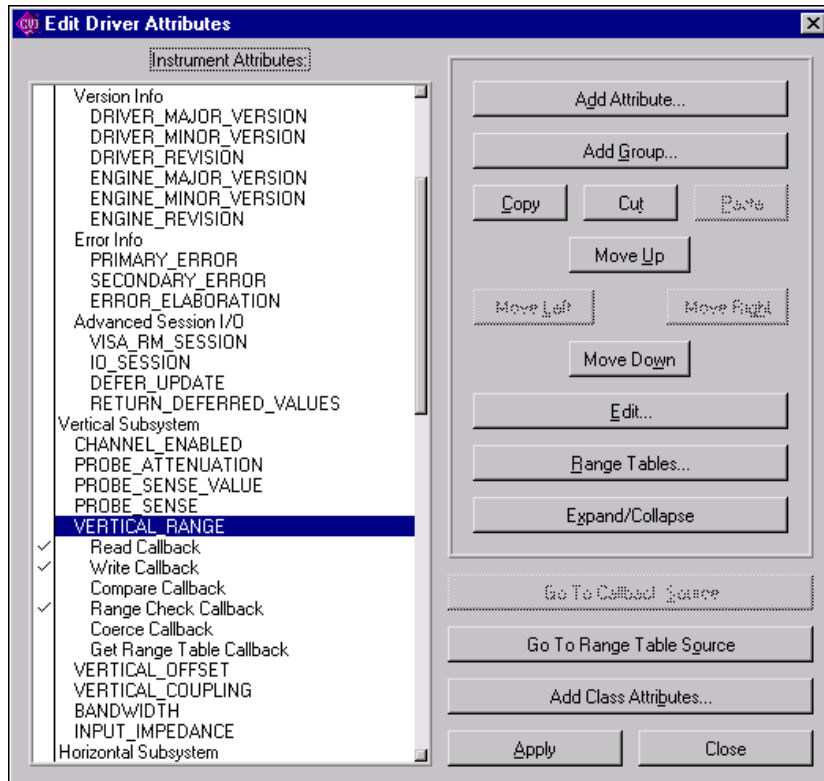 CVI Edit Driver Attributes
Instrument Attributes:
Version Info
DRIVER_MAJOR_VERSION
DRIVER_MINOR_VERSION
DRIVER_REVISION
ENGINE_MAJOR_VERSION
ENGINE_MINOR_VERSION
ENGINE_REVISION
Error Info
PRIMARY_ERROR
SECONDARY_ERROR
ERROR_ELABORATION
Advanced Session I/O
VISA_RM_SESSION
IO_SESSION
DEFER_UPDATE
RETURN_DEFERRED_VALUES
Vertical Subsystem
CHANNEL_ENABLED
PROBE_ATTENUATION
PROBE_SENSE_VALUE
PROBE_SENSE
VERTICAL_RANGE
Read Callback
Write Callback
Compare Callback
Range Check Callback
Coerce Callback
Get Range Table Callback
VERTICAL_OFFSET
VERTICAL_COUPLING
BANDWIDTH
INPUT_IMPEDANCE
Horizontal Subsystem
Add Attribute...
Add Group...
Copy Cut Paste
Move Up
Move Left Move Right
Move Down
Edit...
Range Tables...
Expand/Collapse
Go To Callback Source
Go To Range Table Source
Add Class Attributes...
Apply Close